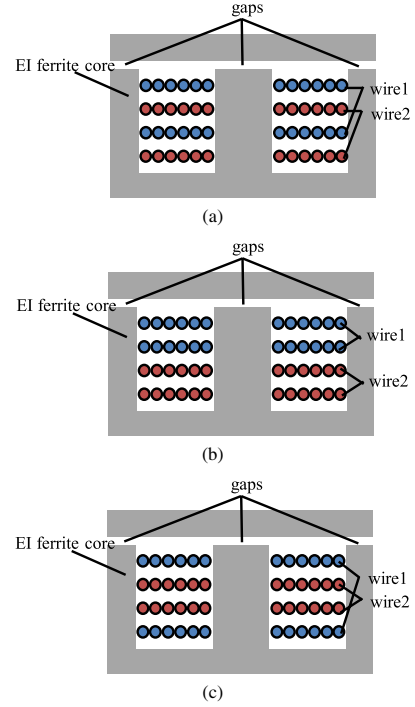 gaps
EI ferrite core
wire1
wire2
(a)
gaps
EI ferrite core
wire1
wire2
(b)
gaps
EI ferrite core
wire1
wire2
(c)